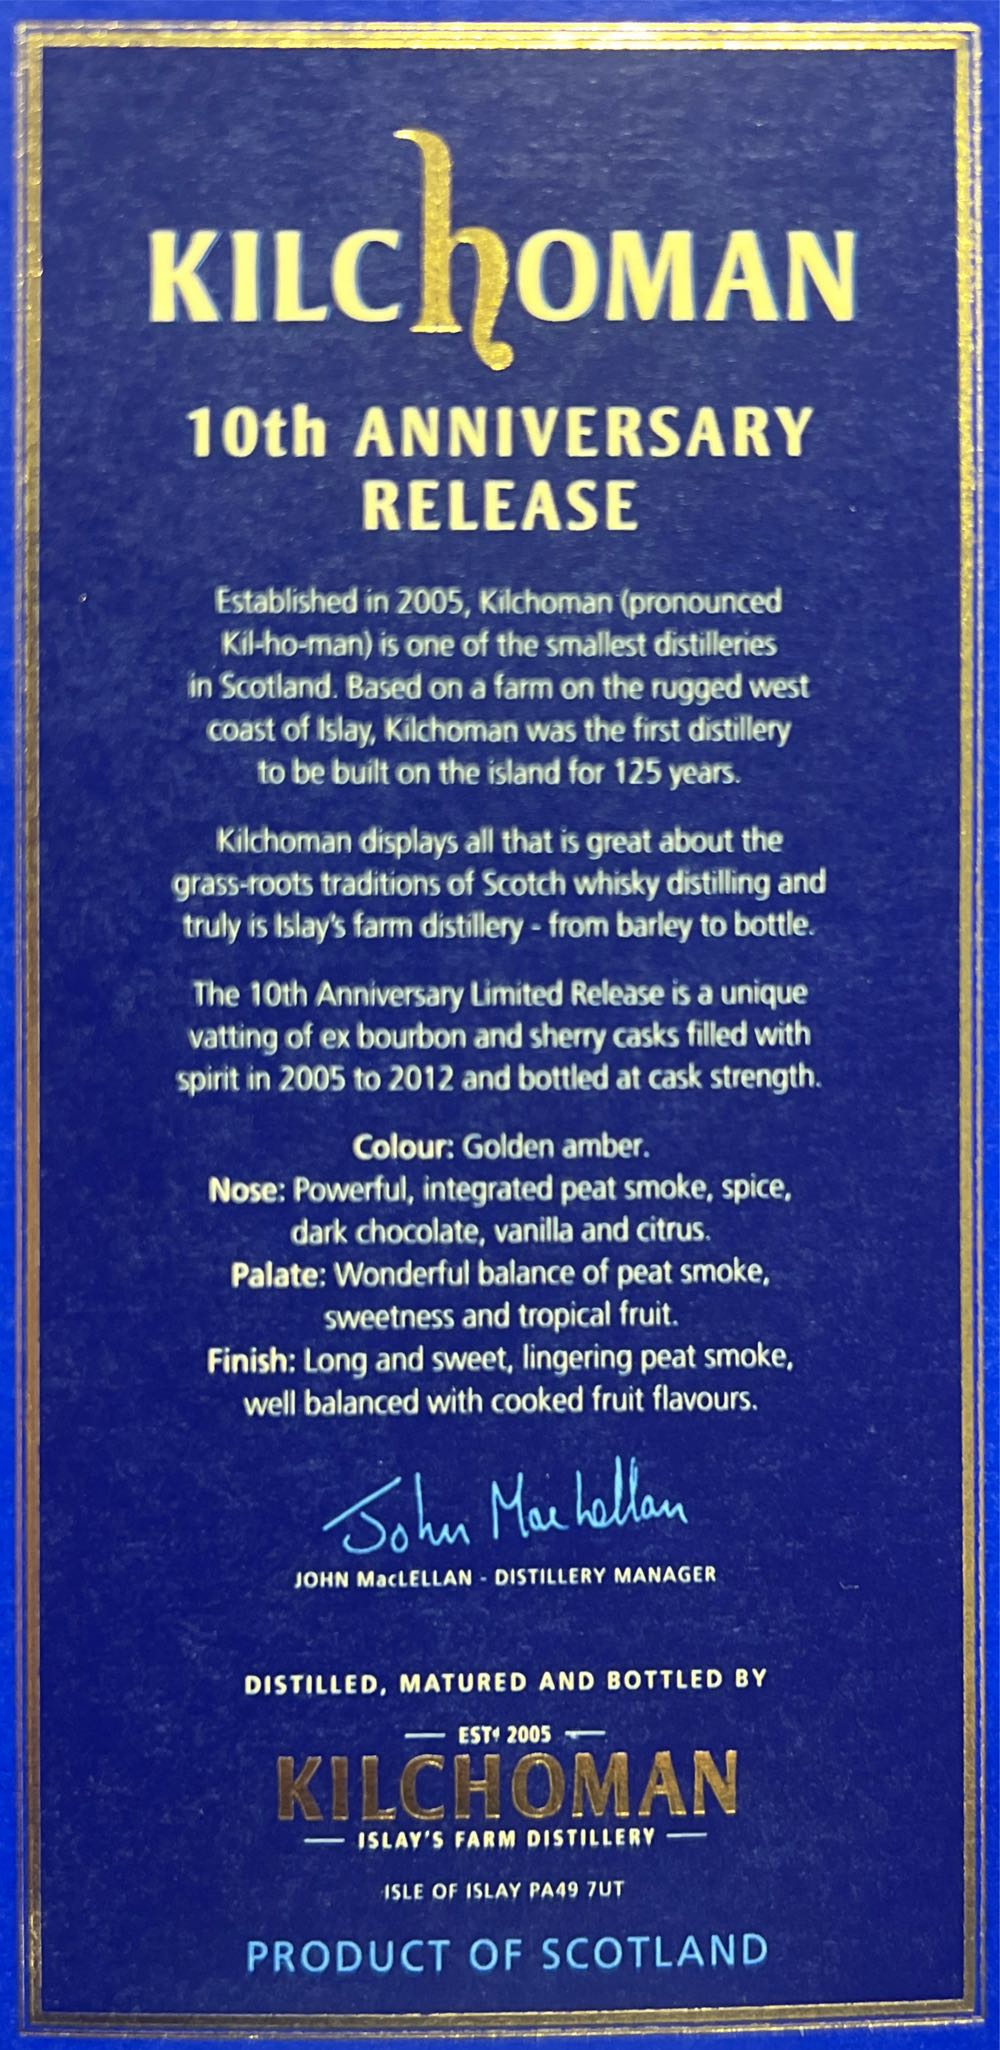 KILCHOMAN
10th ANNIVERSARY
RELEASE
Established in 2005, Kilchoman (pronounced
Kil-ho-man) is one of the smallest distilleries
in Scotland. Based on a farm on the rugged west
coast of Islay, Kilchoman was the first distillery
to be built on the island for 125 years.
Kilchoman displays all that is great about the
grass-roots traditions of Scotch whisky distilling and
truly is Islay's farm distillery - from barley to bottle.
The 10th Anniversary Limited Release is a unique
vatting of ex bourbon and sherry casks filled with
spirit in 2005 to 2012 and bottled at cask strength.
Colour: Golden amber.
Nose: Powerful, integrated peat smoke, spice,
dark chocolate, vanilla and citrus.
Palate: Wonderful balance of peat smoke,
sweetness and tropical fruit.
Finish: Long and sweet, lingering peat smoke,
well balanced with cooked fruit flavours.
John MacLellan
JOHN MacLELLAN - DISTILLERY MANAGER
DISTILLED, MATURED AND BOTTLED BY
ESTd 2005
KILCHOMAN
ISLAY'S FARM DISTILLERY
ISLE OF ISLAY PA49 7UT
PRODUCT OF SCOTLAND